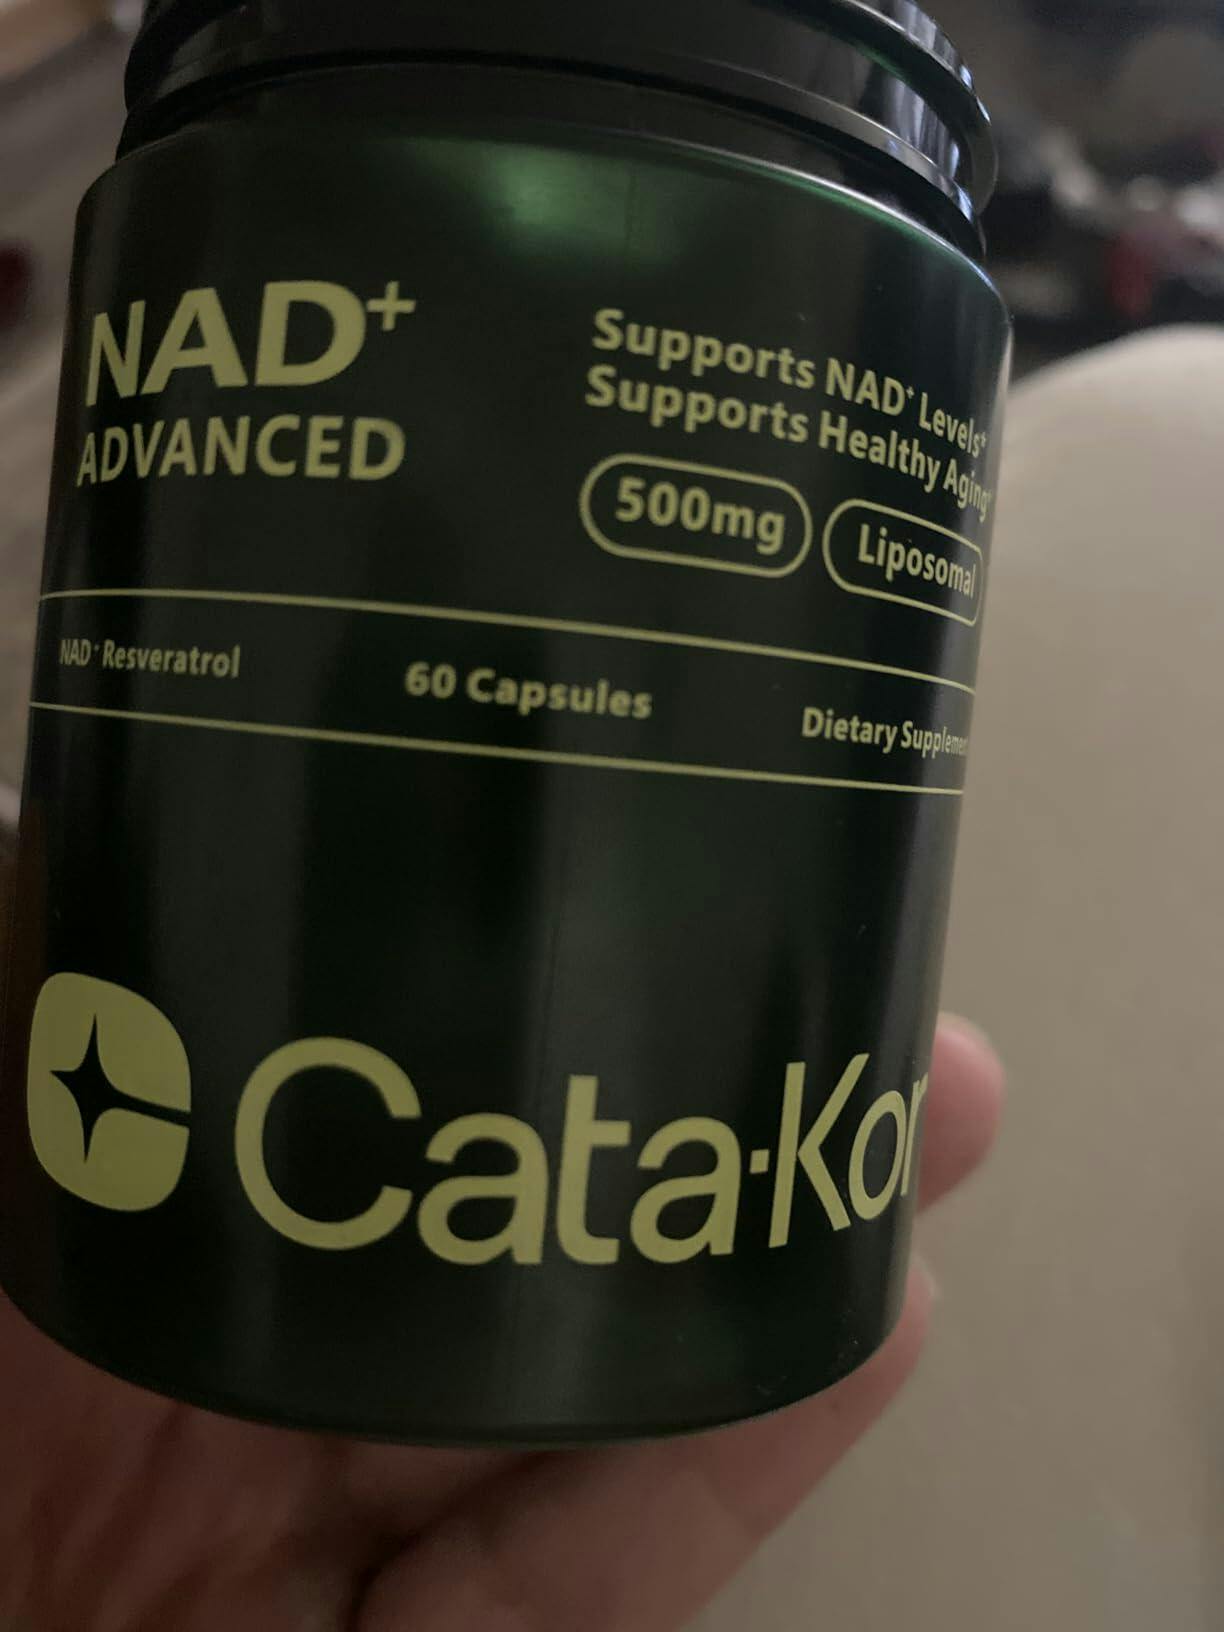 NAD+
ADVANCED
Supports NAD+ Levels*
Supports Healthy Aging*
500mg
Liposomal
NAD+ Resveratrol
60 Capsules
Dietary Supplement
Cata·Kor